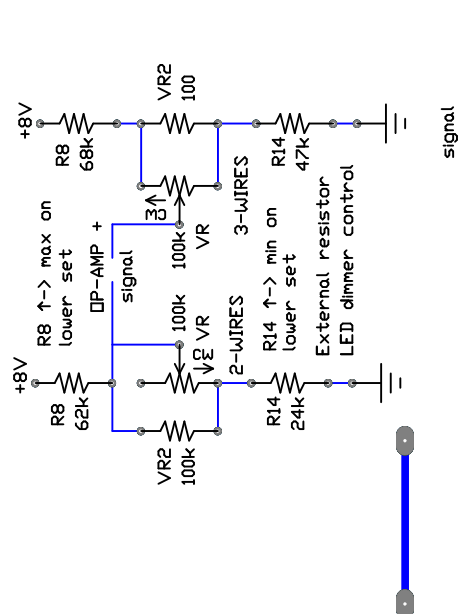 +8V
R8
62k
VR2
100k
100k
VR
CW
2-WIRES
R14
24k
R8 ↑-> max on
lower set
OP-AMP +
signal
R14 ↑-> min on
lower set
External resistor
LED dimmer control
+8V
R8
68k
VR2
100
CW
100k
VR
3-WIRES
R14
47k
signal